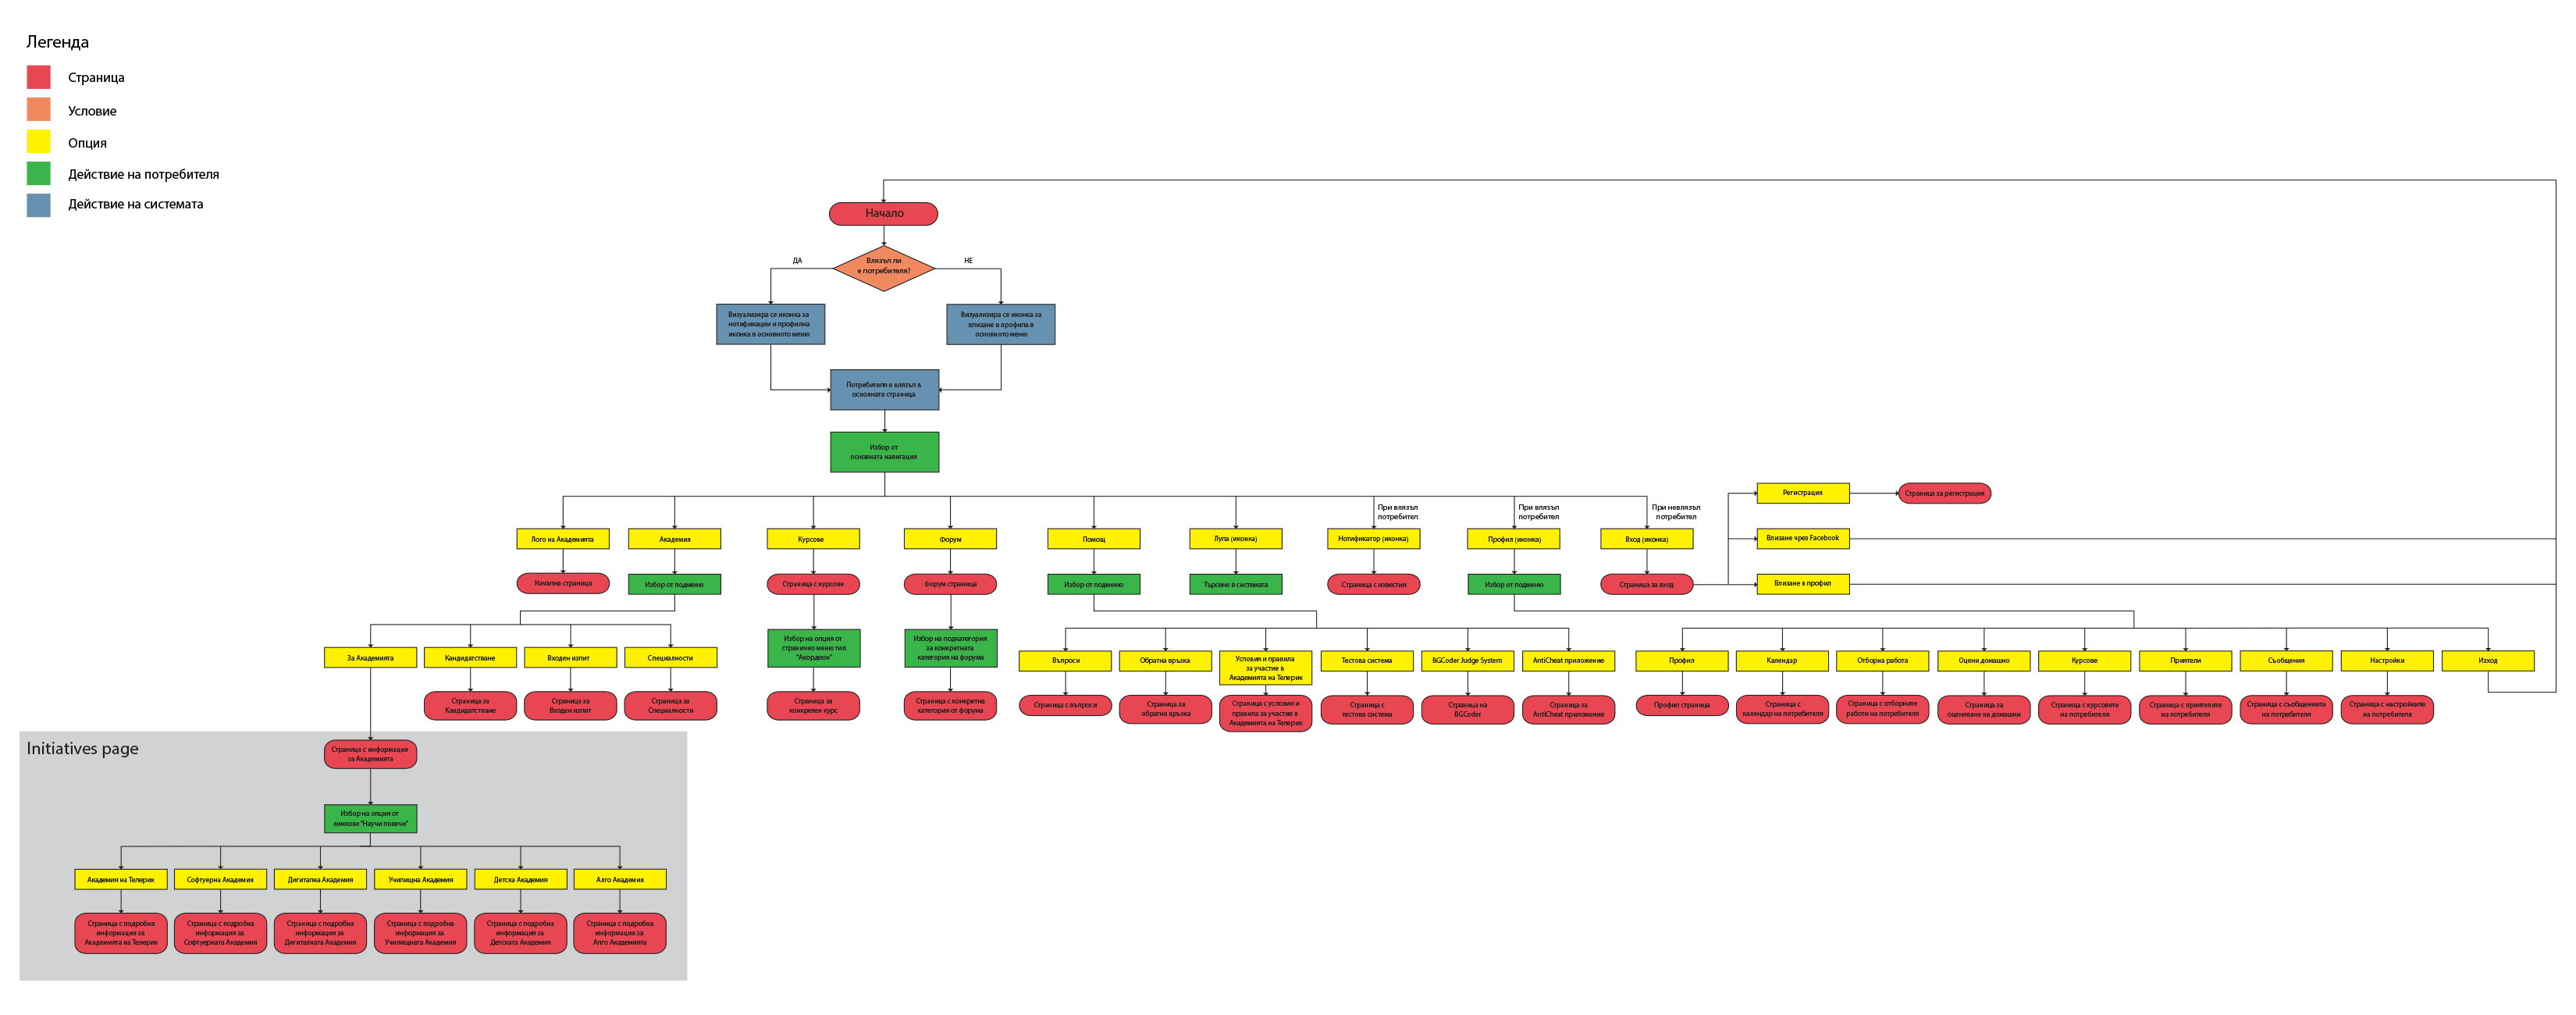 Легенда
Страница
Условие
Опция
Действие на потребителя
Действие на системата
Начало
Влязъл ли
е потребителя?
ДА
НЕ
Визуализира се иконка за
нотификации и профилна
иконка в основното меню
Визуализира се иконка за
влизане в профила в
основното меню
Потребителя е влязъл в
основната страница
Избор от
основната навигация
При влязъл
потребител
При влязъл
потребител
При невлязъл
потребител
Лого на Академията
Академия
Курсове
Форум
Помощ
Лупа (иконка)
Нотификатор (иконка)
Профил (иконка)
Вход (иконка)
Регистрация
Страница за регистрации
Влизане чрез Facebook
Влизане в профил
Начална страница
Избор от подменю
Страница с курсове
Форум страница
Избор от подменю
Търсене в системата
Страница с известия
Избор от подменю
Страница за вход
Избор на опция от
странично меню тип
"Акордеон"
Избор на подкатегория
за конкретната
категория на форума
За Академията
Кандидатстване
Входен изпит
Специалности
Въпроси
Обратна връзка
Условия и правила
за участие в
Академията на Телерик
Тестова система
BGCoder Judge System
AntiCheat приложение
Профил
Календар
Отборна работа
Оцени домашно
Курсове
Приятели
Съобщения
Настройки
Изход
Страница за
Кандидатстване
Страница за
Входен изпит
Страница за
Специалности
Страница за
конкретен курс
Страница с конкретна
категория от форума
Страница с въпроси
Страница за
обратна връзка
Страница с условия и
правила за участие в
Академията на Телерик
Страница с
тестова система
Страница на
BGCoder
Страница за
AntiCheat приложение
Профил страница
Страница с
календар на потребителя
Страница с отборните
работи на потребителя
Страница за
оценяване на домашни
Страница с курсовете
на потребителя
Страница с приятелите
на потребителя
Страница с съобщенията
на потребителя
Страница с настройките
на потребителя
Initiatives page
Страница с информация
за Академията
Избор на опция от
линкове "Научи повече"
Академия на Телерик
Софтуерна Академия
Дигитална Академия
Училищна Академия
Детска Академия
Алго Академия
Страница с подробна
информация за
Академията на Телерик
Страница с подробна
информация за
Софтуерната Академия
Страница с подробна
информация за
Дигиталната Академия
Страница с подробна
информация за
Училищната Академия
Страница с подробна
информация за
Детската Академия
Страница с подробна
информация за
Алго Академията